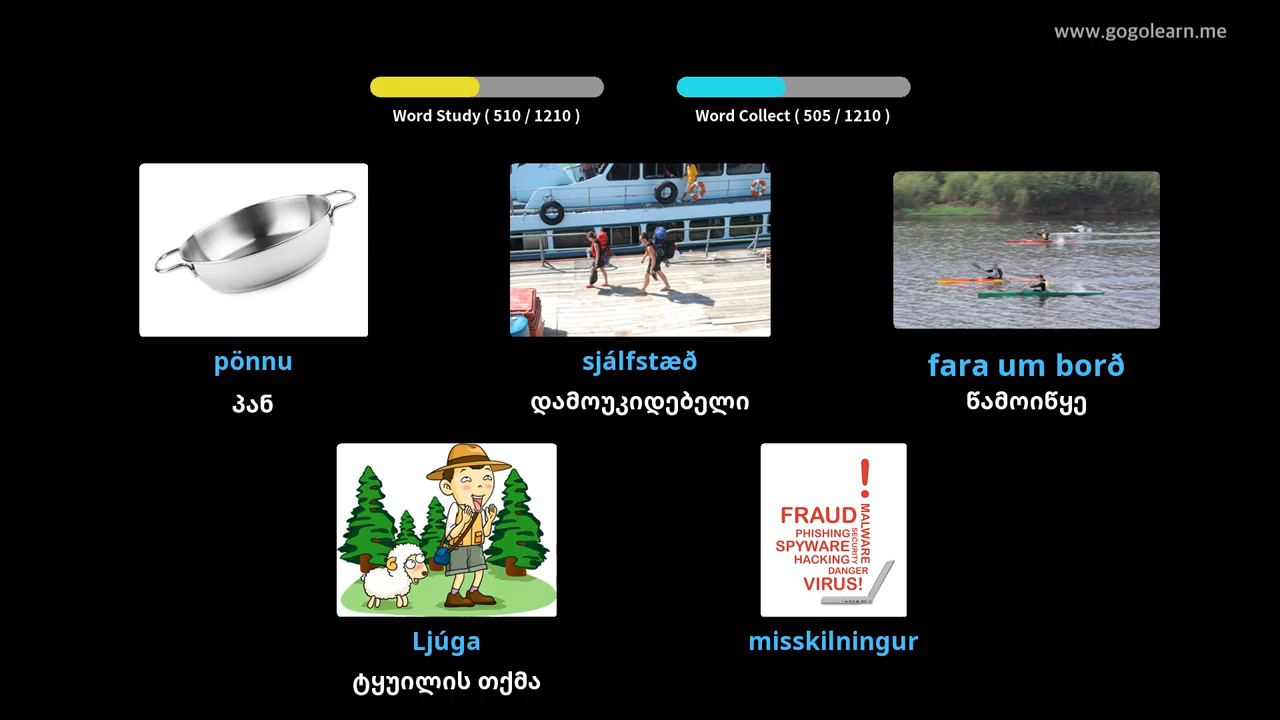 www.gogolearn.me
Word Study ( 510 / 1210 )
Word Collect ( 505 / 1210 )
pönnu
პან
sjálfstæð
დამოუკიდებელი
fara um borð
წამოიწყე
Ljúga
ტყუილის თქმა
!
FRAUD
PHISHING
SPYWARE
HACKING
DANGER
VIRUS!
SECURITY
MALWARE
misskilningur